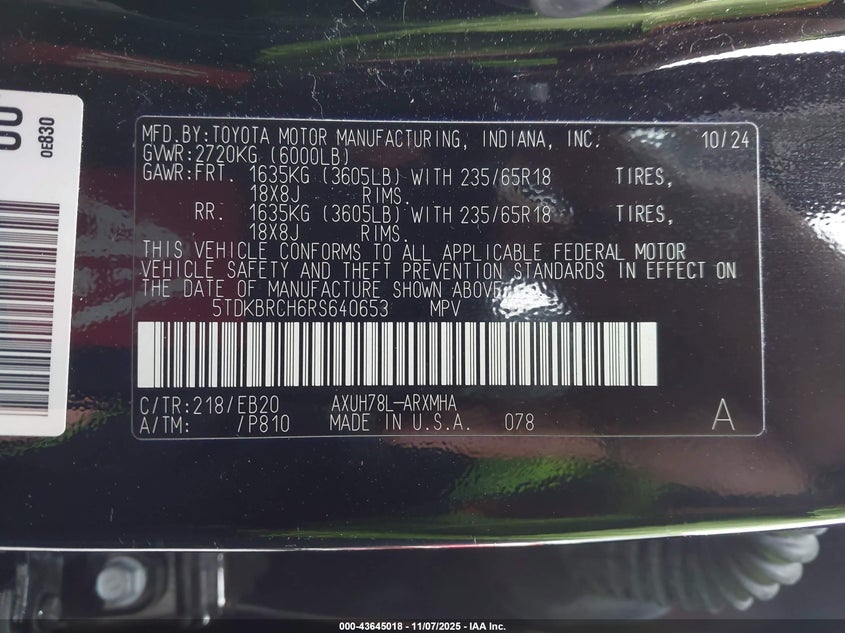 MFD.BY:TOYOTA MOTOR MANUFACTURING, INDIANA, INC. 10/24
GVWR:2720KG (6000LB)
GAWR:FRT. 1635KG (3605LB) WITH 235/65R18 TIRES,
18X8J RIMS.
RR. 1635KG (3605LB) WITH 235/65R18 TIRES,
18X8J RIMS.
THIS VEHICLE CONFORMS TO ALL APPLICABLE FEDERAL MOTOR
VEHICLE SAFETY AND THEFT PREVENTION STANDARDS IN EFFECT ON
THE DATE OF MANUFACTURE SHOWN ABOVE.
5TDKBRCH6RS640653 MPV
C/TR:218/EB20 AXUH78L-ARXMHA
A/TM: /P810 MADE IN U.S.A. 078 A
0E830
000-43645018 - 11/07/2025 - IAA Inc.